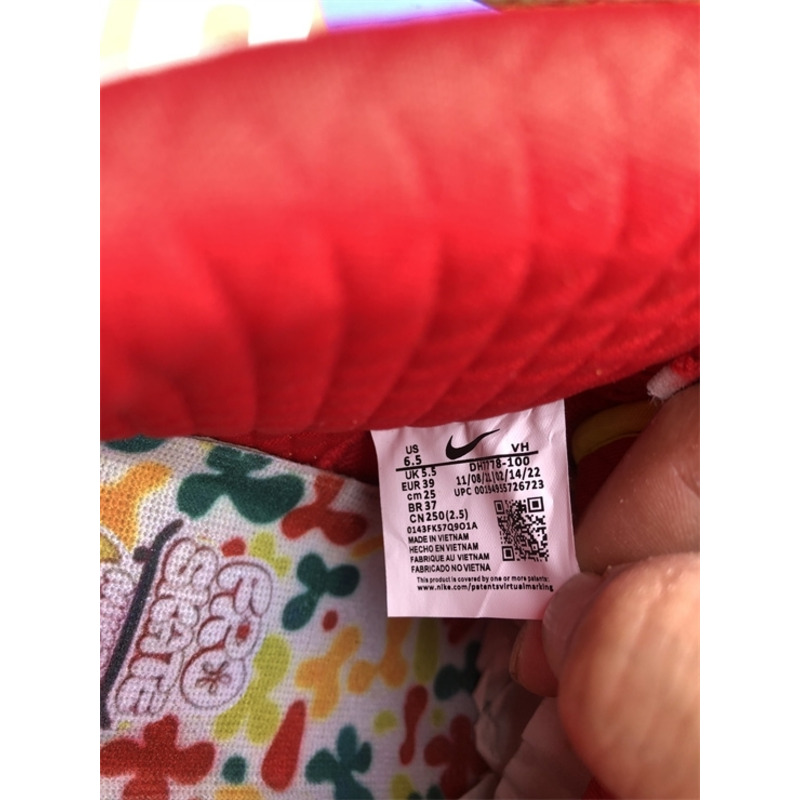 US VH
6.5
UK 5.5 DH1778-100
EUR 39 11/08/21 02/14/22
cm 25 UPC 00194955726723
BR 37
CN 250(2.5)
0143FK57Q9O1A
MADE IN VIETNAM
HECHO EN VIETNAM
FABRIQUE AU VIETNAM
FABRICADO NO VIETNA
This product is covered by one or more patents:
www.nike.com/patentsvirtualmarking
SKATE